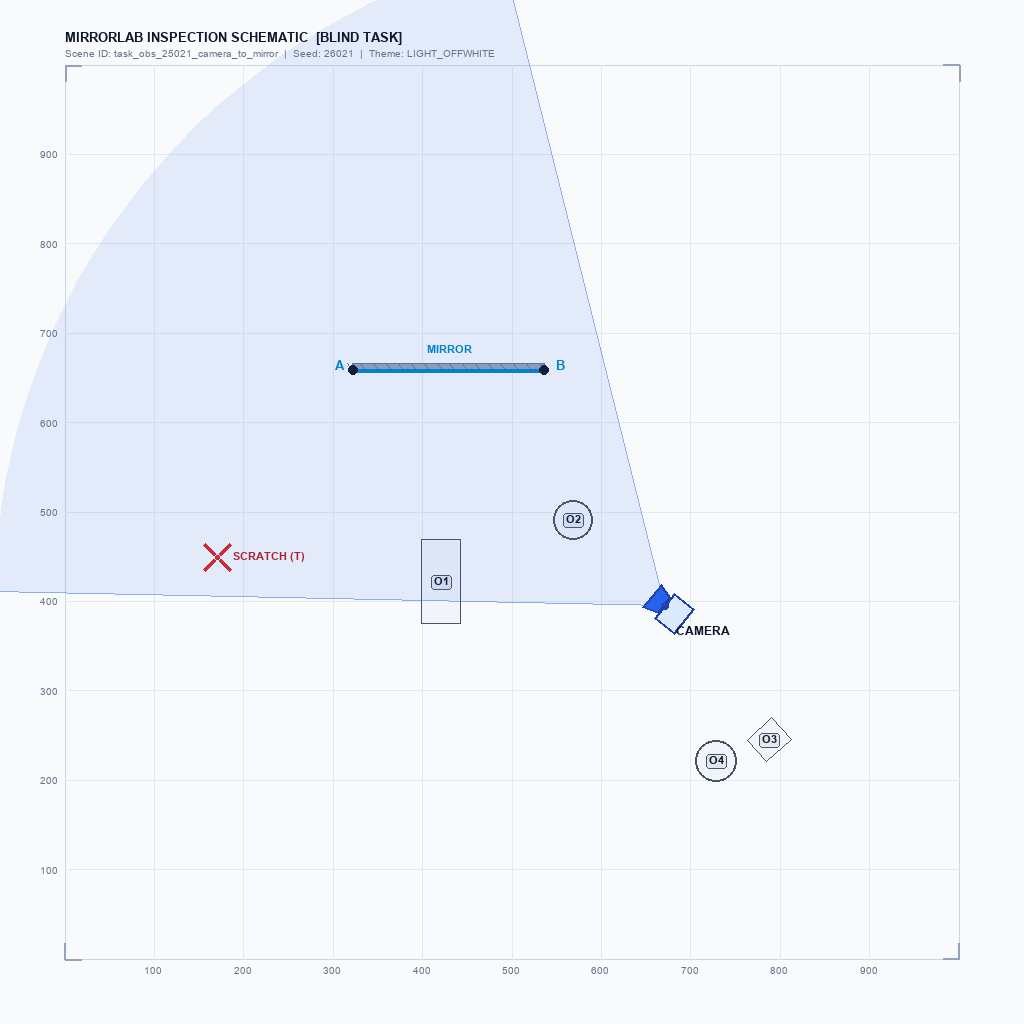 MIRRORLAB INSPECTION SCHEMATIC [BLIND TASK]
Scene ID: task_obs_25021_camera_to_mirror | Seed: 26021 | Theme: LIGHT_OFFWHITE
900
800
700
MIRROR
A
B
600
500
O2
SCRATCH (T)
O1
400
CAMERA
300
O3
O4
200
100
100 200 300 400 500 600 700 800 900